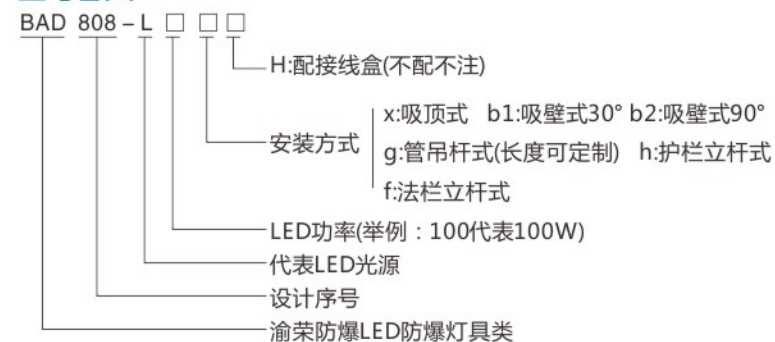 BAD 808 – L □ □ □
H:配接线盒(不配不注)
x:吸顶式 b1:吸壁式30° b2:吸壁式90°
安装方式
g:管吊杆式(长度可定制) h:护栏立杆式
f:法栏立杆式
LED功率(举例：100代表100W)
代表LED光源
设计序号
渝荣防爆LED防爆灯具类